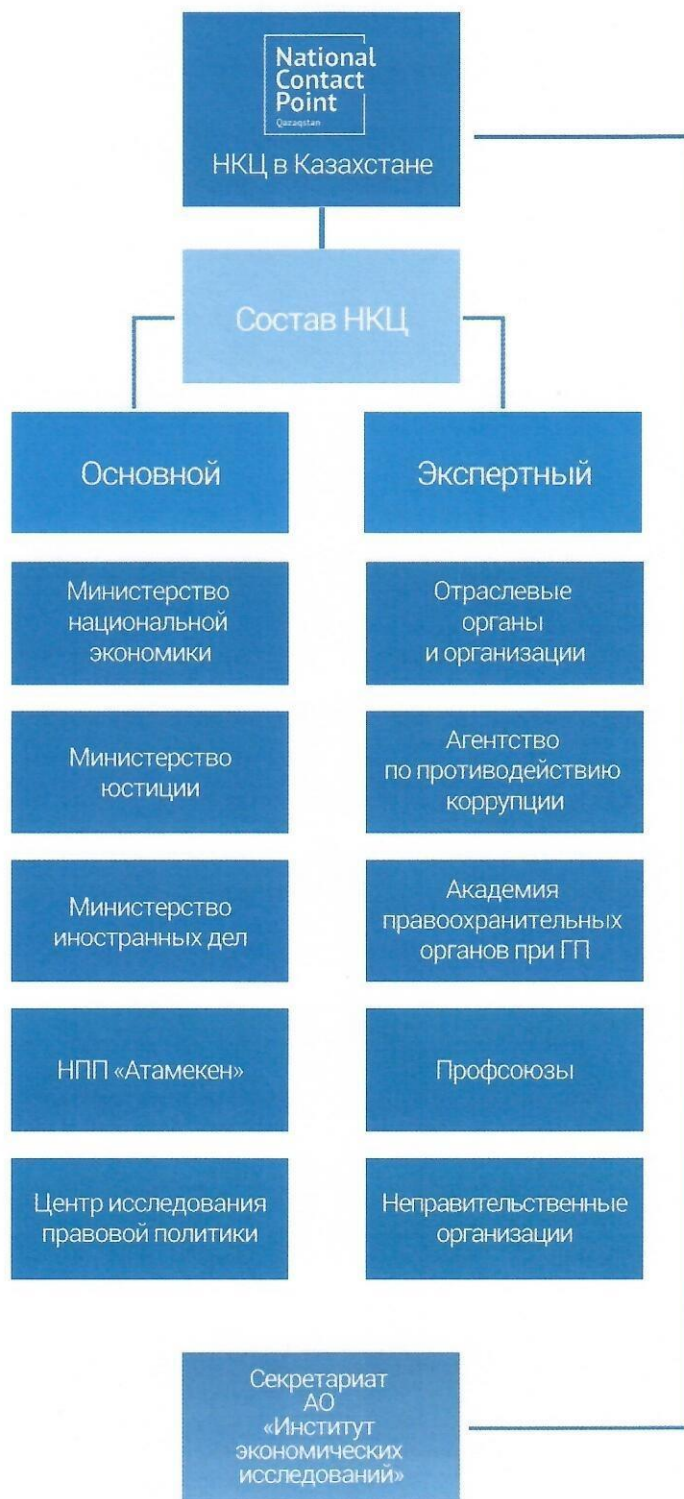 National
Contact
Point
Qazaqstan
НКЦ в Казахстане
Состав НКЦ
Основной
Экспертный
Министерство
национальной
экономики
Отраслевые
органы
и организации
Министерство
юстиции
Агентство
по противодействию
коррупции
Министерство
иностранных дел
Академия
правоохранительных
органов при ГП
НПП «Атамекен»
Профсоюзы
Центр исследования
правовой политики
Неправительственные
организации
Секретариат
АО
«Институт
экономических
исследований»